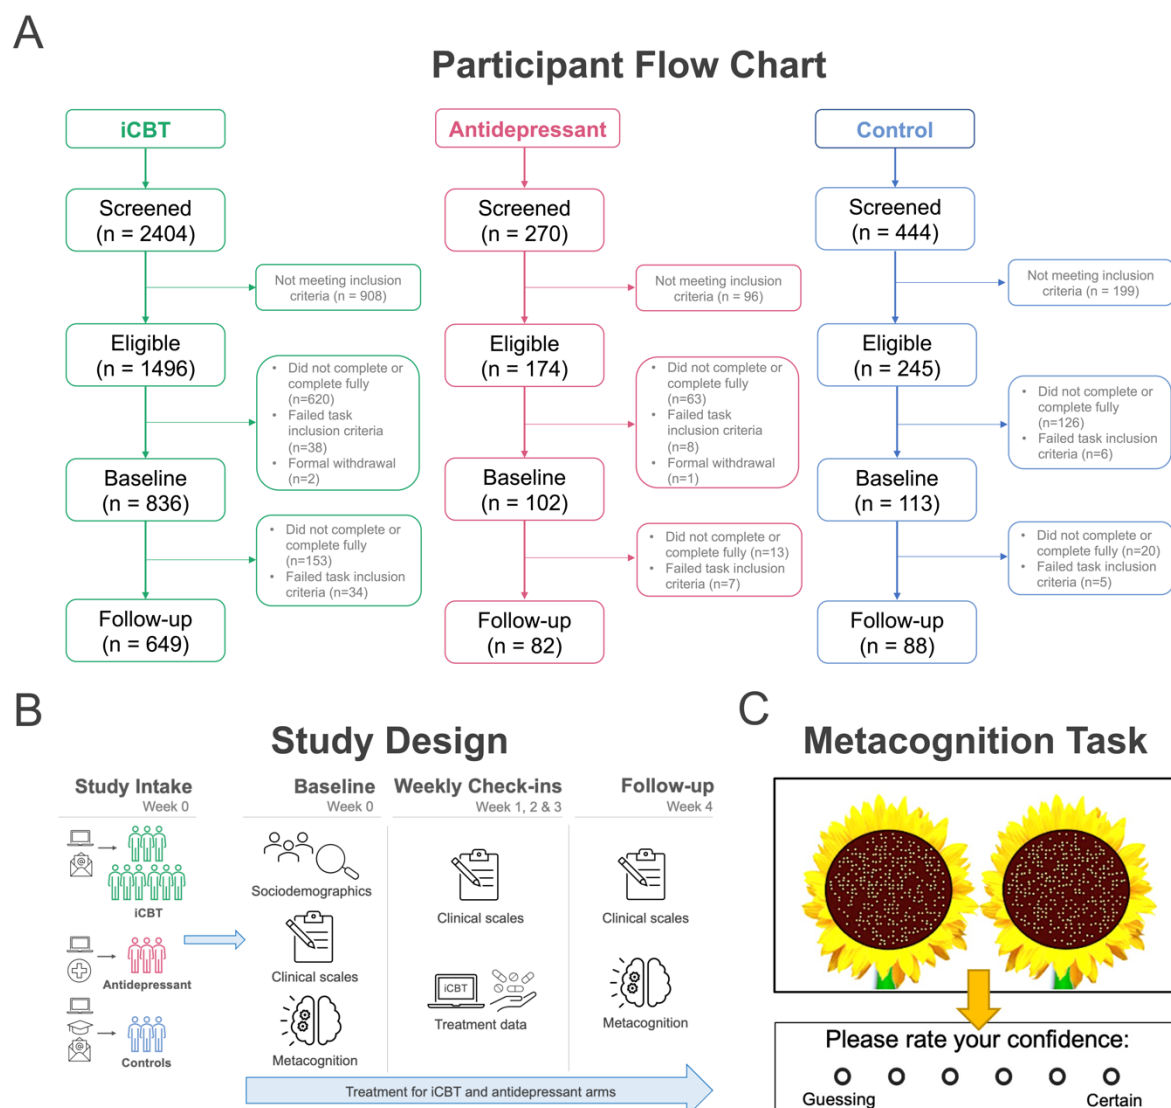 A
Participant Flow Chart
iCBT
Screened
(n = 2404)
Not meeting inclusion
criteria (n = 908)
Eligible
(n = 1496)
• Did not complete or
complete fully
(n=620)
• Failed task
inclusion criteria
(n=38)
• Formal withdrawal
(n=2)
Baseline
(n = 836)
• Did not complete or
complete fully
(n=153)
• Failed task inclusion
criteria (n=34)
Follow-up
(n = 649)
Antidepressant
Screened
(n = 270)
Not meeting inclusion
criteria (n = 96)
Eligible
(n = 174)
• Did not complete or
complete fully
(n=63)
• Failed task
inclusion criteria
(n=8)
• Formal withdrawal
(n=1)
Baseline
(n = 102)
• Did not complete or
complete fully (n=13)
• Failed task inclusion
criteria (n=7)
Follow-up
(n = 82)
Control
Screened
(n = 444)
Not meeting inclusion
criteria (n = 199)
Eligible
(n = 245)
• Did not complete or
complete fully
(n=126)
• Failed task inclusion
criteria (n=6)
Baseline
(n = 113)
• Did not complete or
complete fully (n=20)
• Failed task inclusion
criteria (n=5)
Follow-up
(n = 88)
B
Study Design
Study Intake
Week 0
iCBT
Antidepressant
Controls
Baseline
Week 0
Sociodemographics
Clinical scales
Metacognition
Weekly Check-ins
Week 1, 2 & 3
Clinical scales
iCBT
Treatment data
Follow-up
Week 4
Clinical scales
Metacognition
Treatment for iCBT and antidepressant arms
C
Metacognition Task
Please rate your confidence:
Guessing
Certain